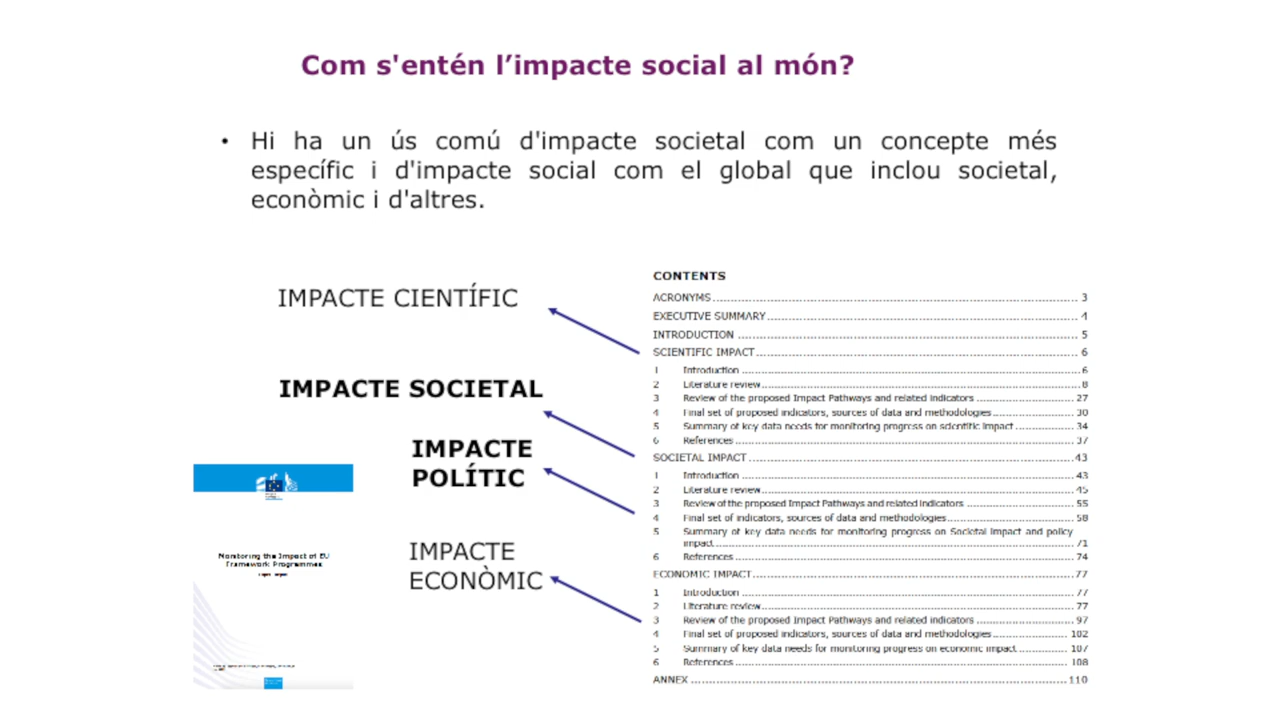 Com s'entén l’impacte social al món?
• Hi ha un ús comú d'impacte societal com un concepte més
específic i d'impacte social com el global que inclou societal,
econòmic i d'altres.
IMPACTE CIENTÍFIC
IMPACTE SOCIETAL
IMPACTE
POLÍTIC
IMPACTE
ECONÒMIC
Monitoring the Impact of EU
Framework Programmes
CONTENTS
ACRONYMS 3
EXECUTIVE SUMMARY 4
INTRODUCTION 5
SCIENTIFIC IMPACT 6
1 Introduction 6
2 Literature review 8
3 Review of the proposed Impact Pathways and related indicators 27
4 Final set of proposed indicators, sources of data and methodologies 30
5 Summary of key data needs for monitoring progress on scientific impact 34
6 References 37
SOCIETAL IMPACT 43
1 Introduction 43
2 Literature review 45
3 Review of the proposed Impact Pathways and related indicators 55
4 Final set of indicators, sources of data and methodologies 58
5 Summary of key data needs for monitoring progress on Societal Impact and policy
impact 71
6 References 74
ECONOMIC IMPACT 77
1 Introduction 77
2 Literature review 77
3 Review of the proposed Impact Pathways and related indicators 97
4 Final set of proposed indicators, sources of data and methodologies 102
5 Summary of key data needs for monitoring progress on economic impact 107
6 References 108
ANNEX 110